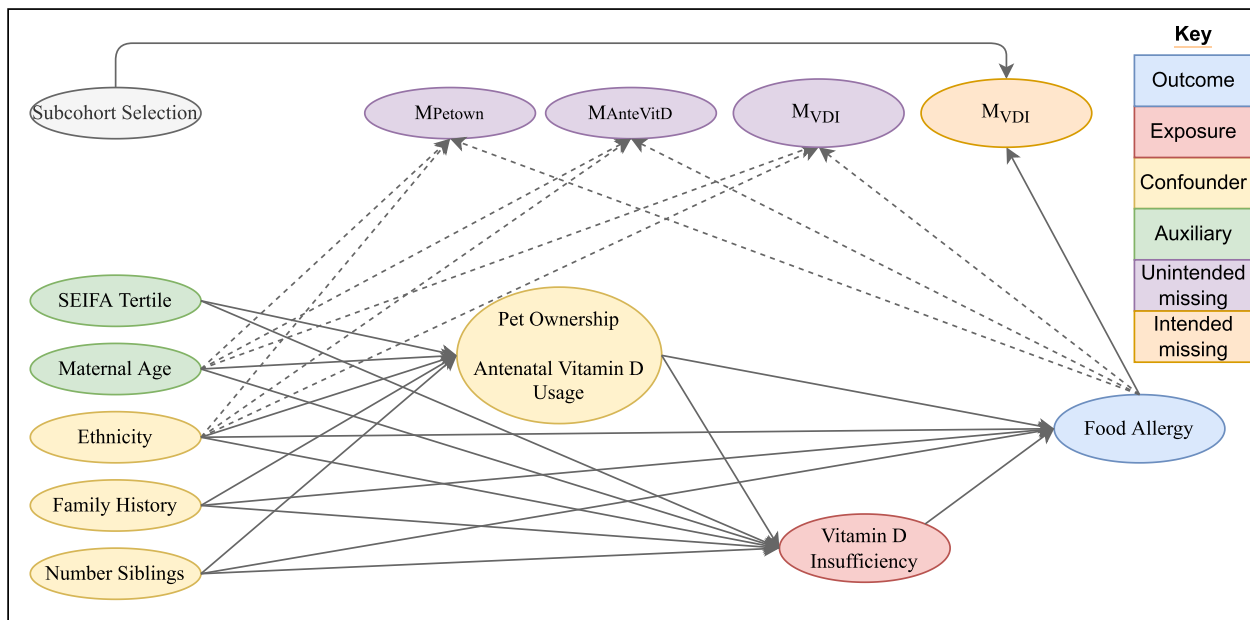 Key
Subcohort Selection
MPetown
MAnteVitD
MVDI
MVDI
Outcome
Exposure
Confounder
Auxiliary
Unintended
missing
Intended
missing
SEIFA Tertile
Maternal Age
Ethnicity
Family History
Number Siblings
Pet Ownership
Antenatal Vitamin D
Usage
Food Allergy
Vitamin D
Insufficiency